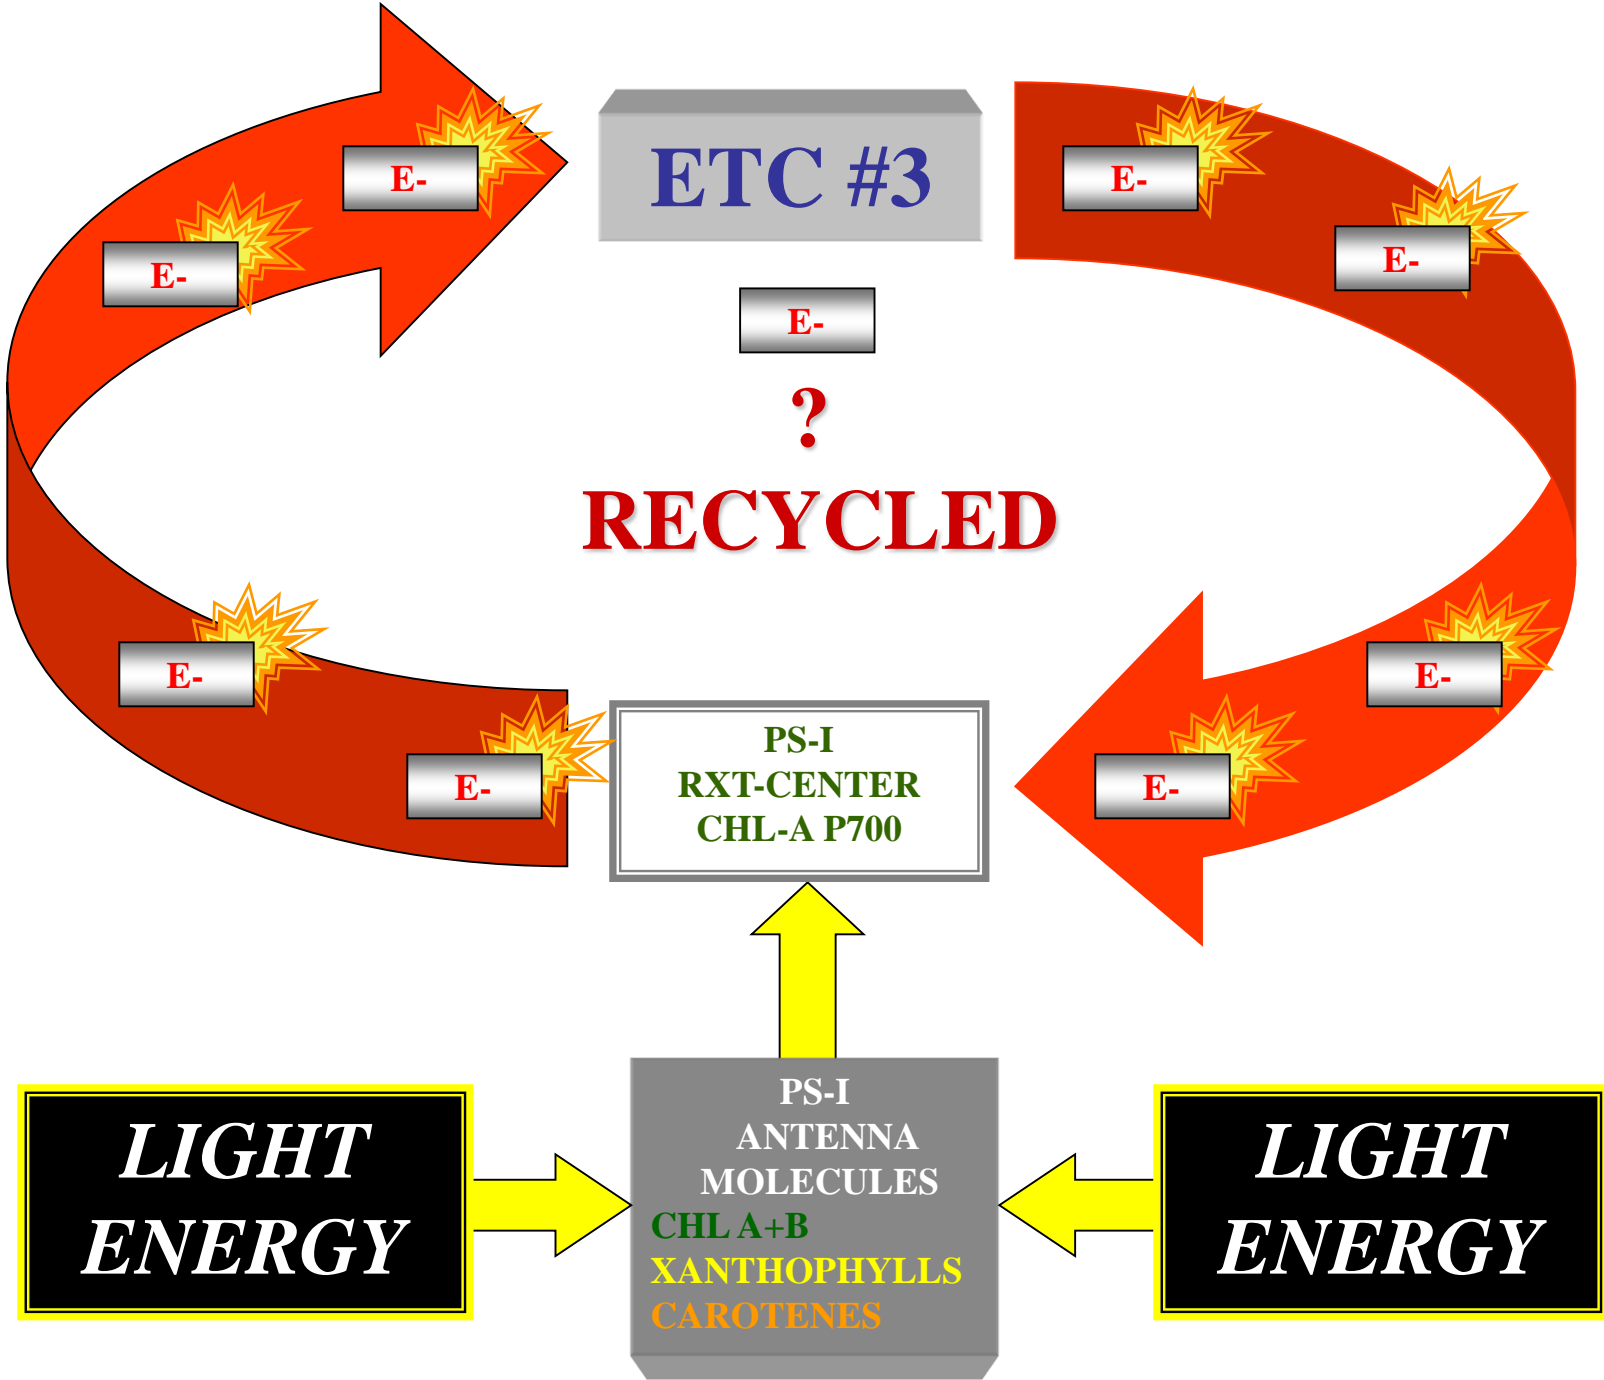 ETC #3
E-
E-
E-
E-
E-
E-
?
RECYCLED
E-
E-
E-
E-
PS-I
RXT-CENTER
CHL-A P700
LIGHT
ENERGY
PS-I
ANTENNA
MOLECULES
CHL A+B
XANTHOPHYLLS
CAROTENES
LIGHT
ENERGY